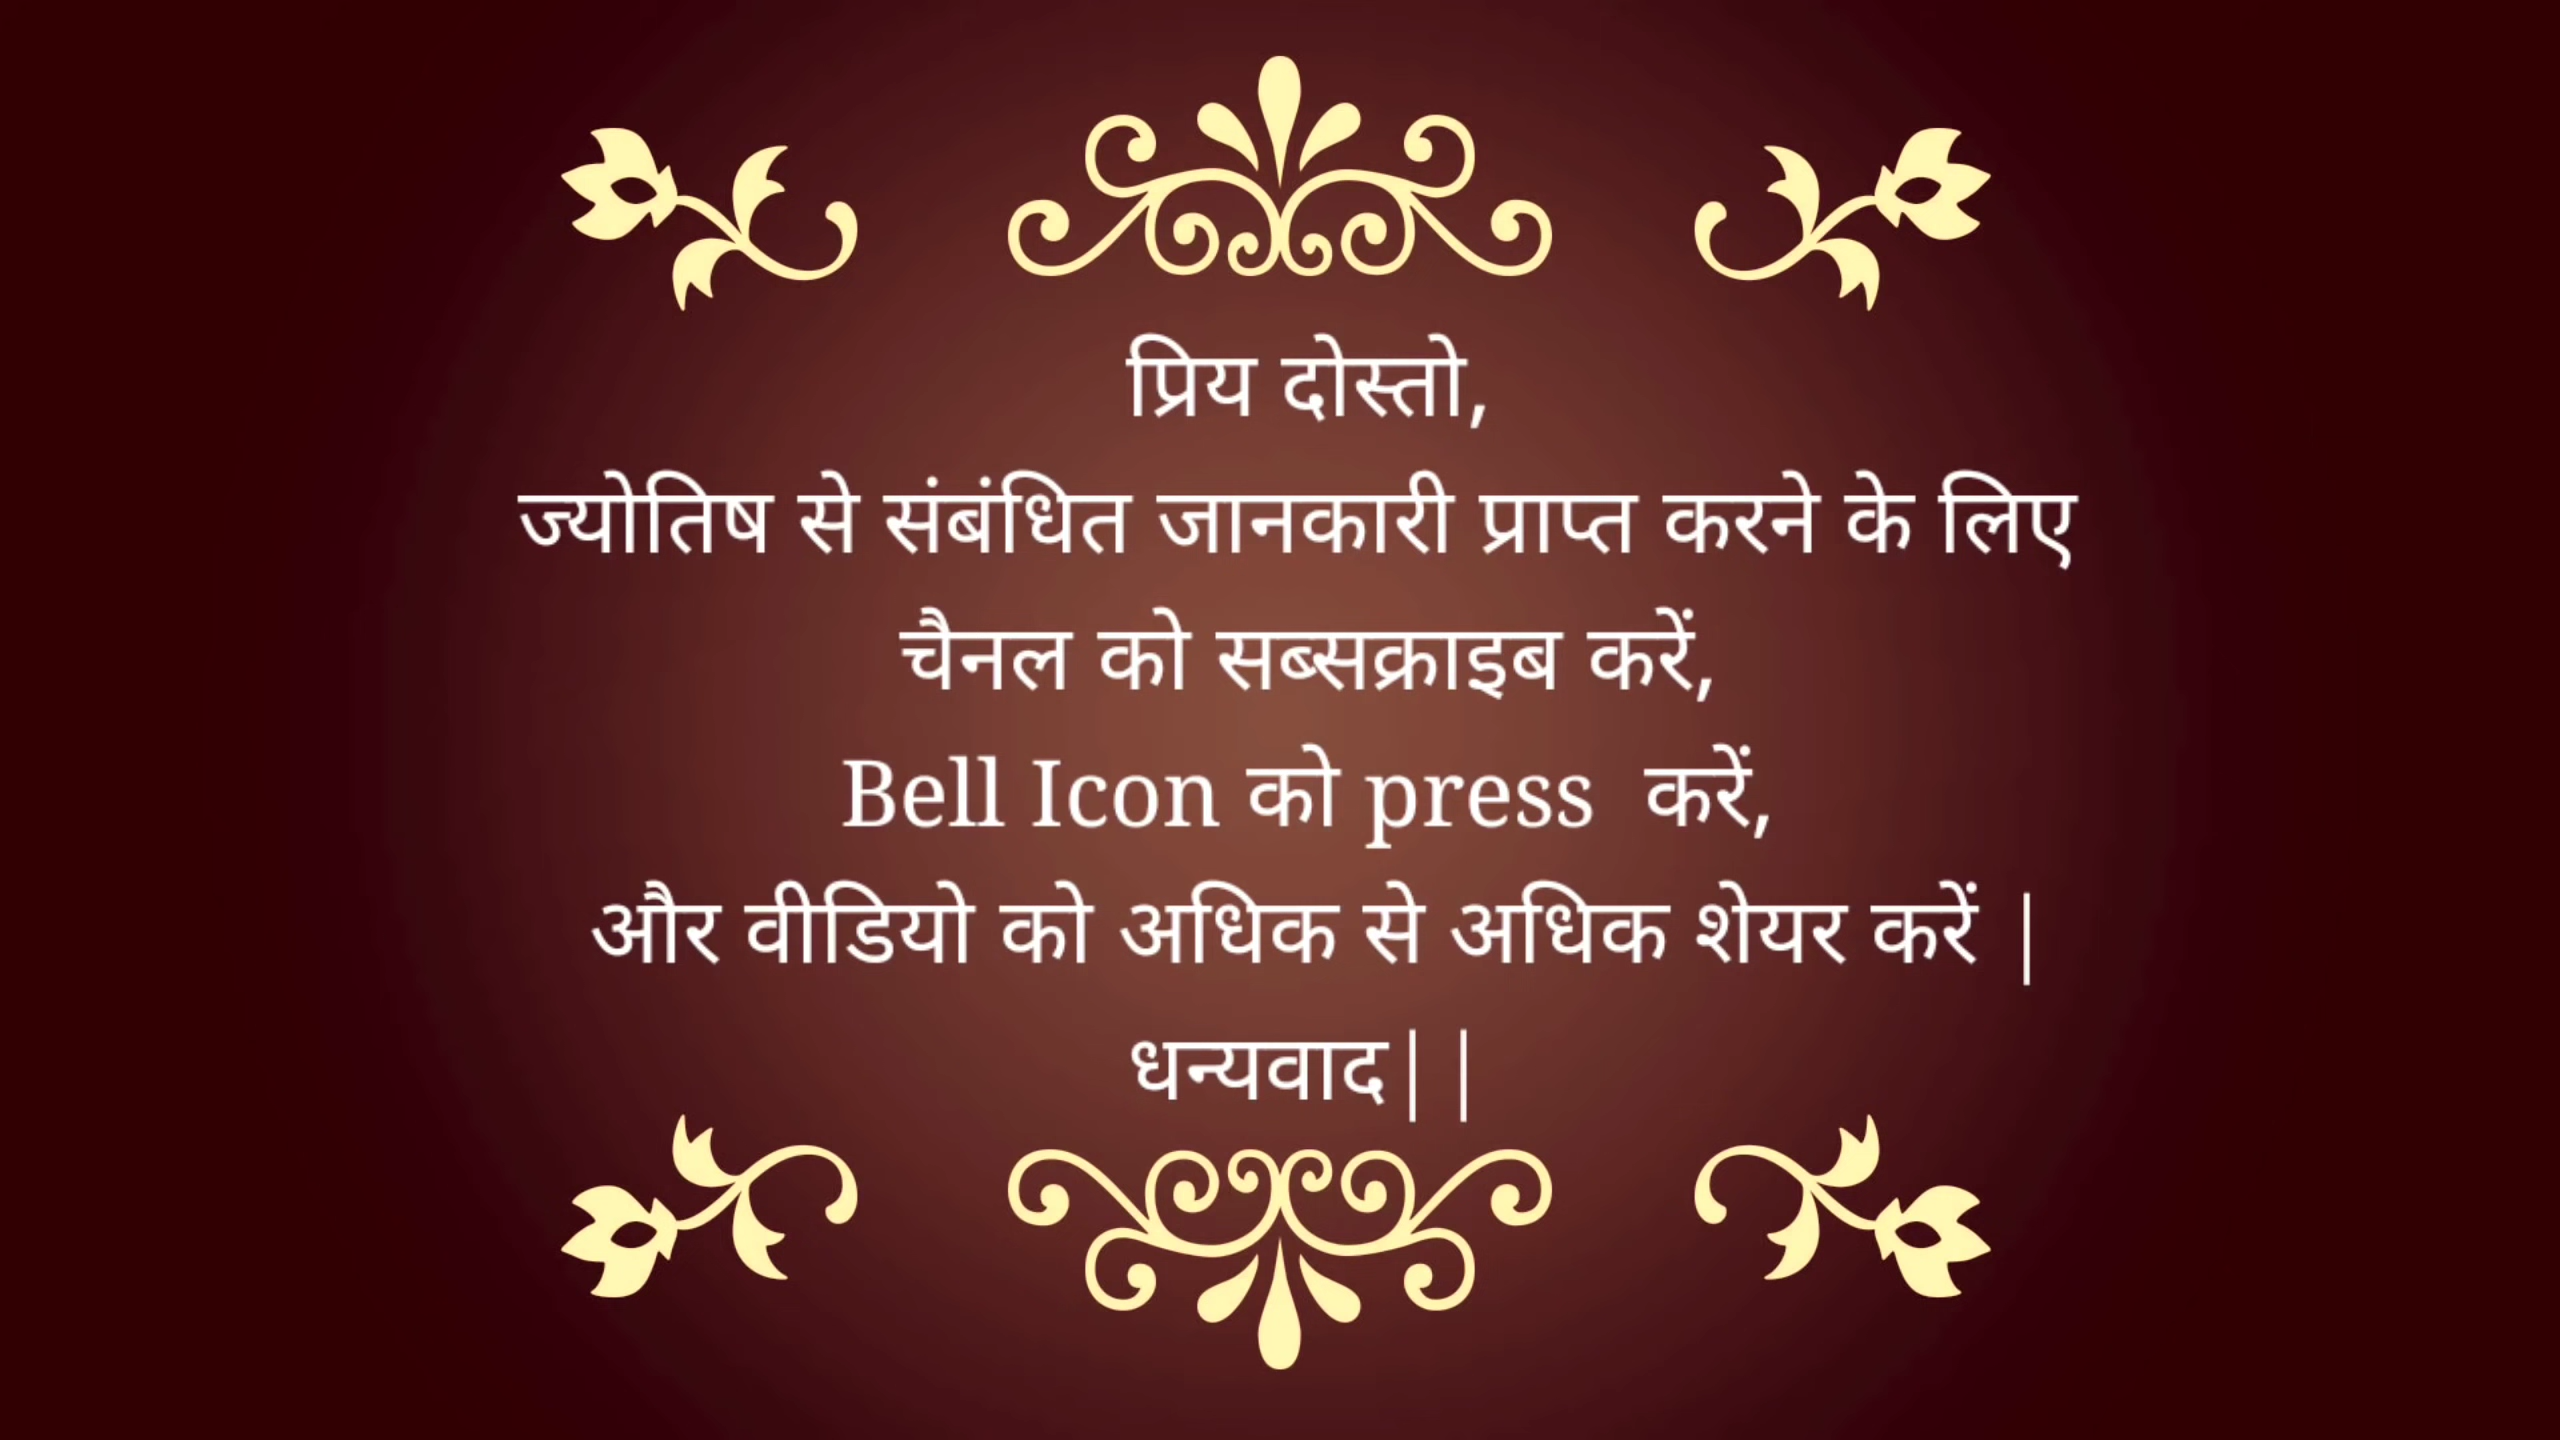 प्रिय दोस्तो,
ज्योतिष से संबंधित जानकारी प्राप्त करने के लिए
चैनल को सब्सक्राइब करें,
Bell Icon को press  करें,
और वीडियो को अधिक से अधिक शेयर करें |
धन्यवाद||